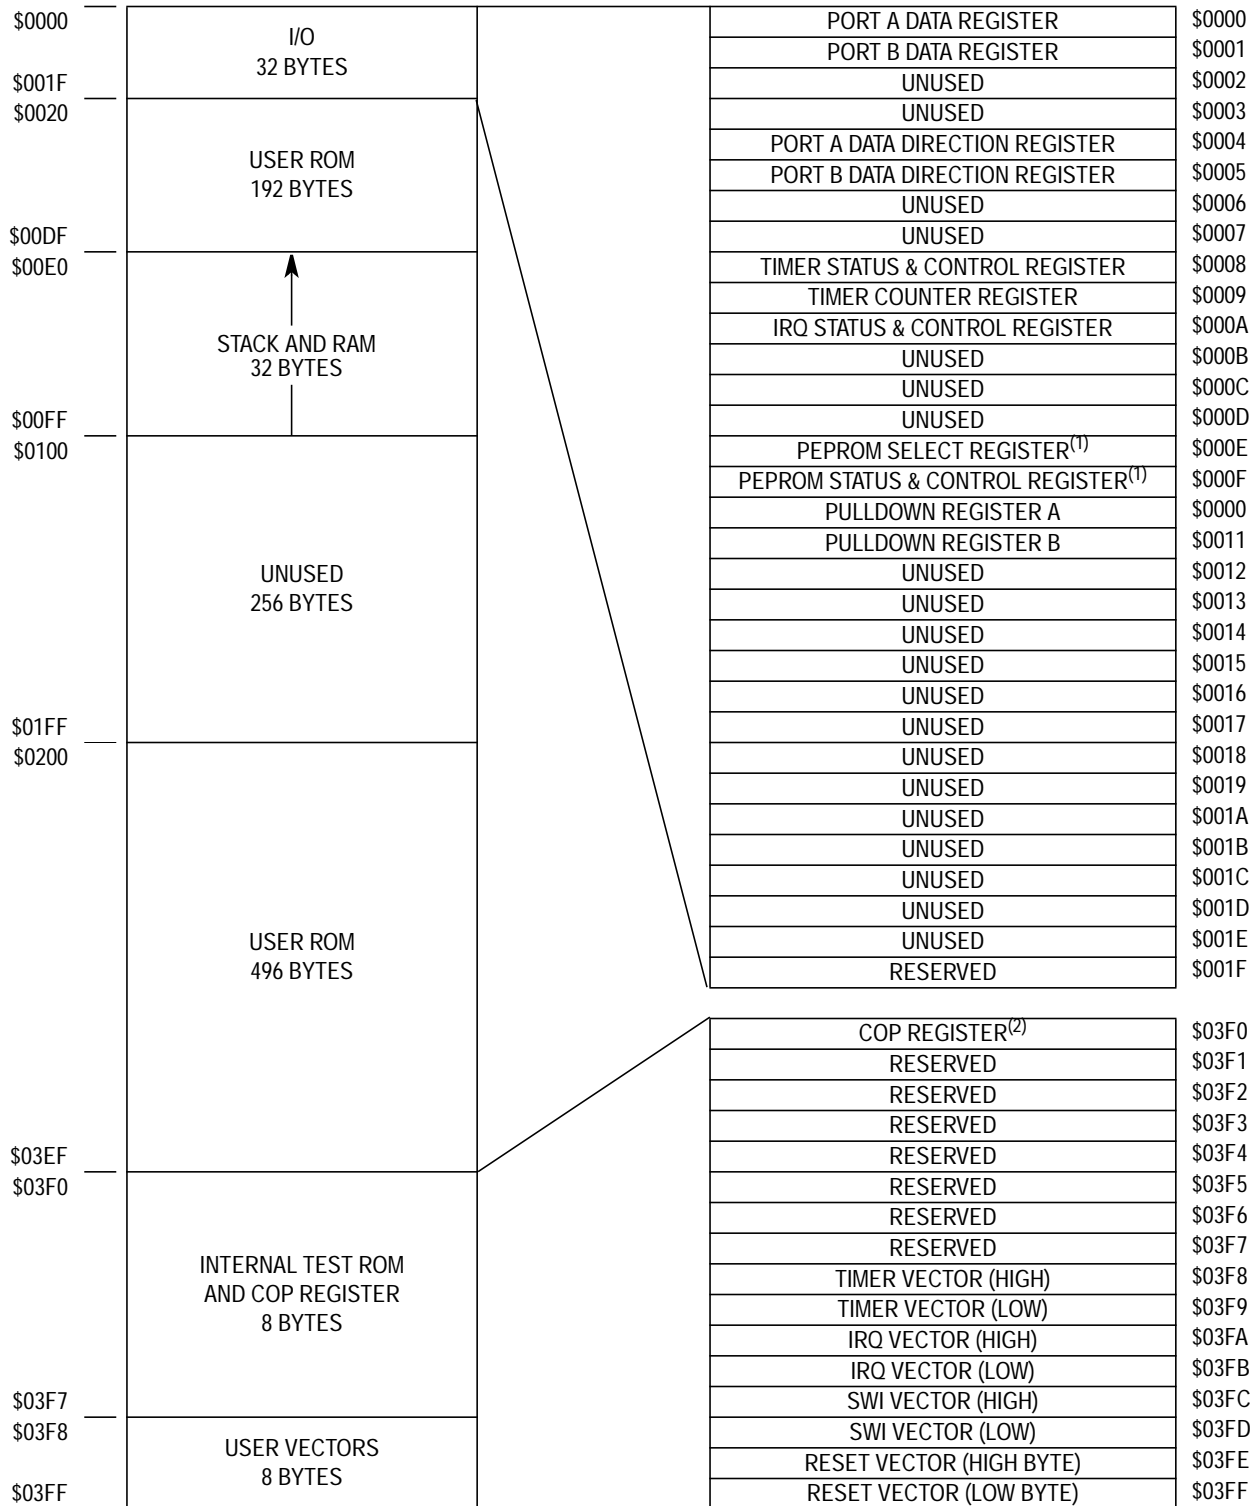 $0000
I/O
32 BYTES
$001F
$0020
USER ROM
192 BYTES
$00DF
$00E0
STACK AND RAM
32 BYTES
$00FF
$0100
UNUSED
256 BYTES
$01FF
$0200
USER ROM
496 BYTES
$03EF
$03F0
INTERNAL TEST ROM
AND COP REGISTER
8 BYTES
$03F7
$03F8
USER VECTORS
8 BYTES
$03FF
PORT A DATA REGISTER $0000
PORT B DATA REGISTER $0001
UNUSED $0002
UNUSED $0003
PORT A DATA DIRECTION REGISTER $0004
PORT B DATA DIRECTION REGISTER $0005
UNUSED $0006
UNUSED $0007
TIMER STATUS & CONTROL REGISTER $0008
TIMER COUNTER REGISTER $0009
IRQ STATUS & CONTROL REGISTER $000A
UNUSED $000B
UNUSED $000C
UNUSED $000D
PEPROM SELECT REGISTER(1) $000E
PEPROM STATUS & CONTROL REGISTER(1) $000F
PULLDOWN REGISTER A $0000
PULLDOWN REGISTER B $0011
UNUSED $0012
UNUSED $0013
UNUSED $0014
UNUSED $0015
UNUSED $0016
UNUSED $0017
UNUSED $0018
UNUSED $0019
UNUSED $001A
UNUSED $001B
UNUSED $001C
UNUSED $001D
UNUSED $001E
RESERVED $001F
COP REGISTER(2) $03F0
RESERVED $03F1
RESERVED $03F2
RESERVED $03F3
RESERVED $03F4
RESERVED $03F5
RESERVED $03F6
RESERVED $03F7
TIMER VECTOR (HIGH) $03F8
TIMER VECTOR (LOW) $03F9
IRQ VECTOR (HIGH) $03FA
IRQ VECTOR (LOW) $03FB
SWI VECTOR (HIGH) $03FC
SWI VECTOR (LOW) $03FD
RESET VECTOR (HIGH BYTE) $03FE
RESET VECTOR (LOW BYTE) $03FF